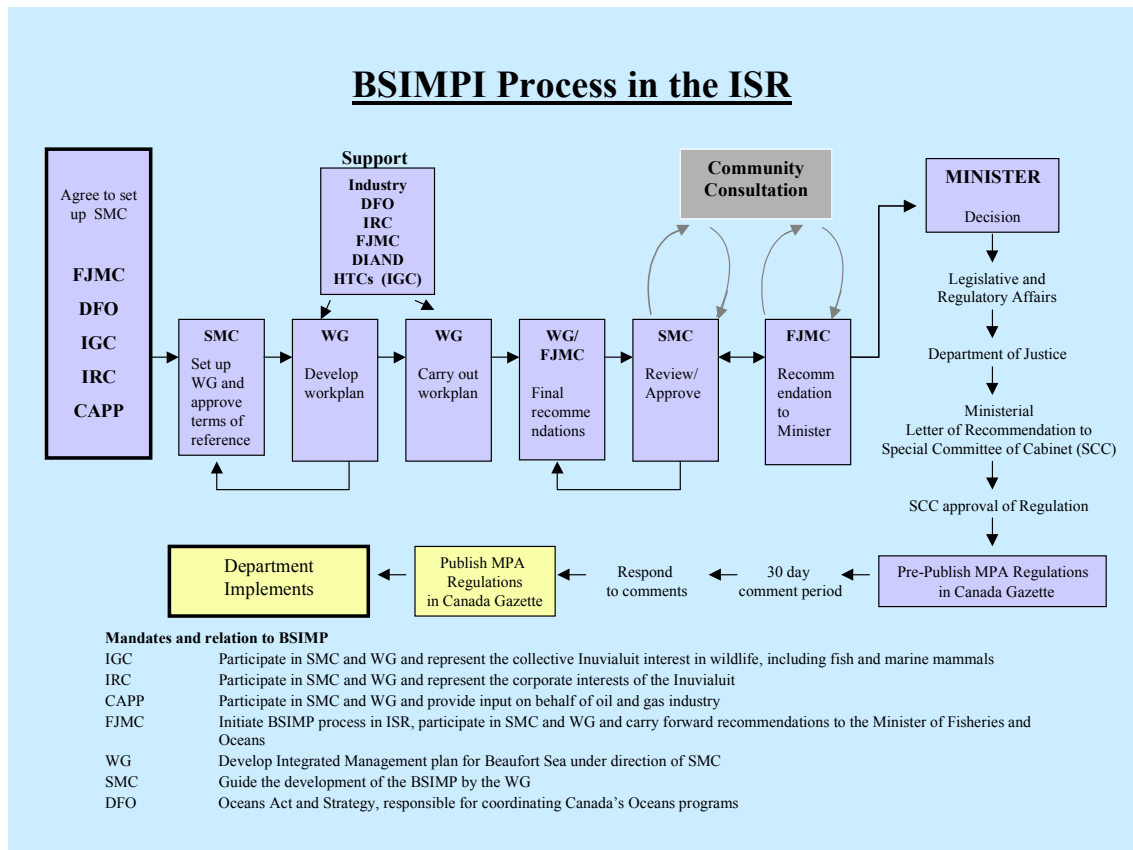 BSIMPI Process in the ISR
Agree to set
up SMC
FJMC
DFO
IGC
IRC
CAPP
Support
Industry
DFO
IRC
FJMC
DIAND
HTCs (IGC)
Community
Consultation
MINISTER
Decision
SMC
Set up
WG and
approve
terms of
reference
WG
Develop
workplan
WG
Carry out
workplan
WG/
FJMC
Final
recomme
ndations
SMC
Review/
Approve
FJMC
Recomm
endation
to
Minister
Legislative and
Regulatory Affairs
Department of Justice
Ministerial
Letter of Recommendation to
Special Committee of Cabinet (SCC)
SCC approval of Regulation
Pre-Publish MPA Regulations
in Canada Gazette
30 day
comment period
Respond
to comments
Publish MPA
Regulations
in Canada Gazette
Department
Implements
Mandates and relation to BSIMP
IGC Participate in SMC and WG and represent the collective Inuvialuit interest in wildlife, including fish and marine mammals
IRC Participate in SMC and WG and represent the corporate interests of the Inuvialuit
CAPP Participate in SMC and WG and provide input on behalf of oil and gas industry
FJMC Initiate BSIMP process in ISR, participate in SMC and WG and carry forward recommendations to the Minister of Fisheries and
Oceans
WG Develop Integrated Management plan for Beaufort Sea under direction of SMC
SMC Guide the development of the BSIMP by the WG
DFO Oceans Act and Strategy, responsible for coordinating Canada's Oceans programs